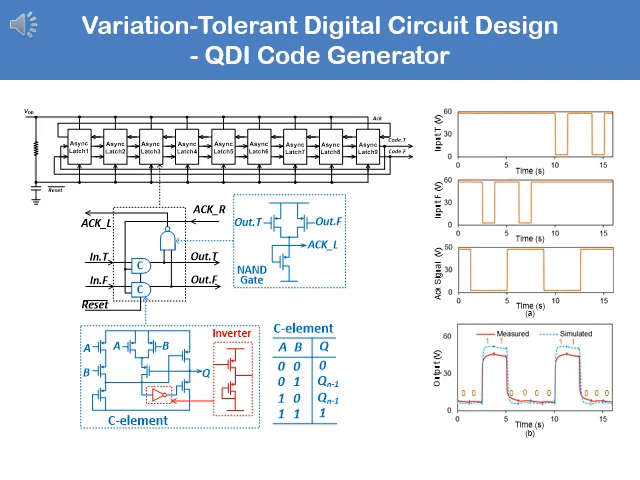 Variation-Tolerant Digital Circuit Design
- QDI Code Generator
VDD
Ack
Async Latch1
Async Latch2
Async Latch3
Async Latch4
Async Latch5
Async Latch6
Async Latch7
Async Latch8
Async Latch9
Code.T
Code.F
Reset
ACK_L
ACK_R
In.T
Out.T
In.F
Out.F
C
C
Reset
Out.T
Out.F
ACK_L
NAND
Gate
A
A
B
B
Q
C-element
Inverter
C-element
A B Q
0 0 0
0 1 Qn-1
1 0 Qn-1
1 1 1
Input T (V)
60
30
0
0 5 10 15
Time (s)
Input F (V)
60
30
0
0 5 10 15
Time (s)
Ack Signal (V)
60
30
0
0 5 10 15
Time (s)
(a)
Measured Simulated
Output (V)
60
30
0
1 1 1 1
0 0 0 0 0 0 0 0
0 5 10 15
Time (s)
(b)